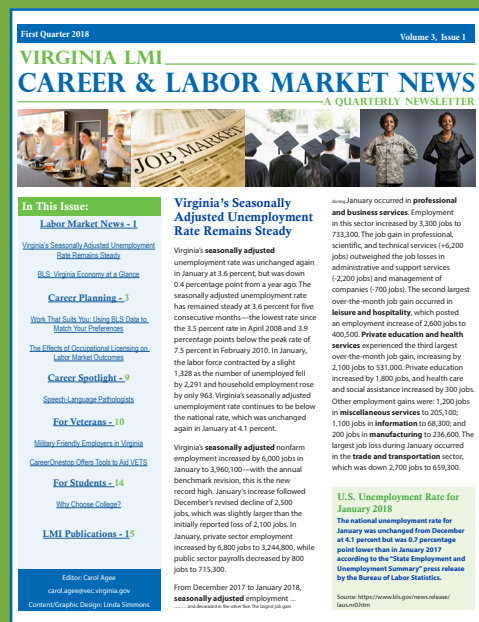 First Quarter 2018
Volume 3, Issue 1
VIRGINIA LMI
CAREER & LABOR MARKET NEWS
A QUARTERLY NEWSLETTER
JOB MARKET
In This Issue:
Labor Market News - 1
Virginia's Seasonally Adjusted Unemployment
Rate Remains Steady
BLS: Virginia Economy at a Glance
Career Planning - 3
Work That Suits You: Using BLS Data to
Match Your Preferences
The Effects of Occupational Licensing on
Labor Market Outcomes
Career Spotlight - 9
Speech-Language Pathologists
For Veterans - 10
Military Friendly Employers in Virginia
CareerOnestop Offers Tools to Aid VETS
For Students - 14
Why Choose College?
LMI Publications - 15
Editor: Carol Agee
carol.agee@vec.virginia.gov
Content/Graphic Design: Linda Simmons
Virginia's Seasonally
Adjusted Unemployment
Rate Remains Steady
Virginia's seasonally adjusted
unemployment rate was unchanged again
in January at 3.6 percent, but was down
0.4 percentage point from a year ago. The
seasonally adjusted unemployment rate
has remained steady at 3.6 percent for five
consecutive months—the lowest rate since
the 3.5 percent rate in April 2008 and 3.9
percentage points below the peak rate of
7.5 percent in February 2010. In January,
the labor force contracted by a slight
1,328 as the number of unemployed fell
by 2,291 and household employment rose
by only 963. Virginia's seasonally adjusted
unemployment rate continues to be below
the national rate, which was unchanged
again in January at 4.1 percent.
Virginia's seasonally adjusted nonfarm
employment increased by 6,000 jobs in
January to 3,960,100—with the annual
benchmark revision, this is the new
record high. January's increase followed
December's revised decline of 2,500
jobs, which was slightly larger than the
initially reported loss of 2,100 jobs. In
January, private sector employment
increased by 6,800 jobs to 3,244,800, while
public sector payrolls decreased by 800
jobs to 715,300.
From December 2017 to January 2018,
seasonally adjusted employment ...
and decreased in the other five. The largest job gain
during January occurred in professional
and business services. Employment
in this sector increased by 3,300 jobs to
733,300. The job gain in professional,
scientific, and technical services (+6,200
jobs) outweighed the job losses in
administrative and support services
(-2,200 jobs) and management of
companies (-700 jobs). The second largest
over-the-month job gain occurred in
leisure and hospitality, which posted
an employment increase of 2,600 jobs to
400,500. Private education and health
services experienced the third largest
over-the-month job gain, increasing by
2,100 jobs to 531,000. Private education
increased by 1,800 jobs, and health care
and social assistance increased by 300 jobs.
Other employment gains were: 1,200 jobs
in miscellaneous services to 205,100;
1,100 jobs in information to 68,300; and
200 jobs in manufacturing to 236,600. The
largest job loss during January occurred
in the trade and transportation sector,
which was down 2,700 jobs to 659,300.
U.S. Unemployment Rate for
January 2018
The national unemployment rate for
January was unchanged from December
at 4.1 percent but was 0.7 percentage
point lower than in January 2017
according to the "State Employment and
Unemployment Summary" press release
by the Bureau of Labor Statistics.
Source: https://www.bls.gov/news.release/
laus.nr0.htm